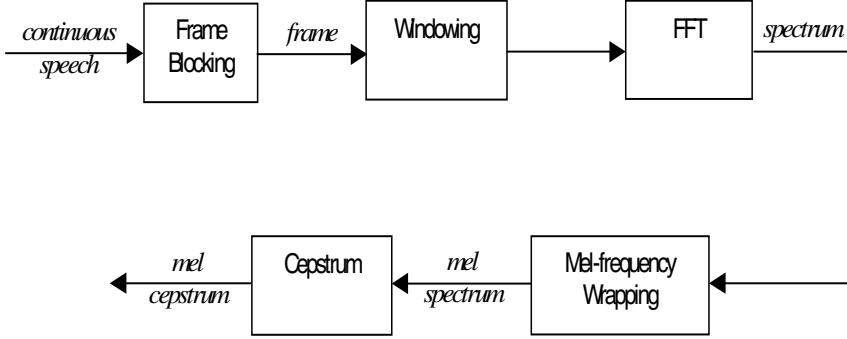 continuous
speech
Frame
Blocking
frame
Windowing
FFT
spectrum
mel
cepstrum
Cepstrum
mel
spectrum
Mel-frequency
Wrapping